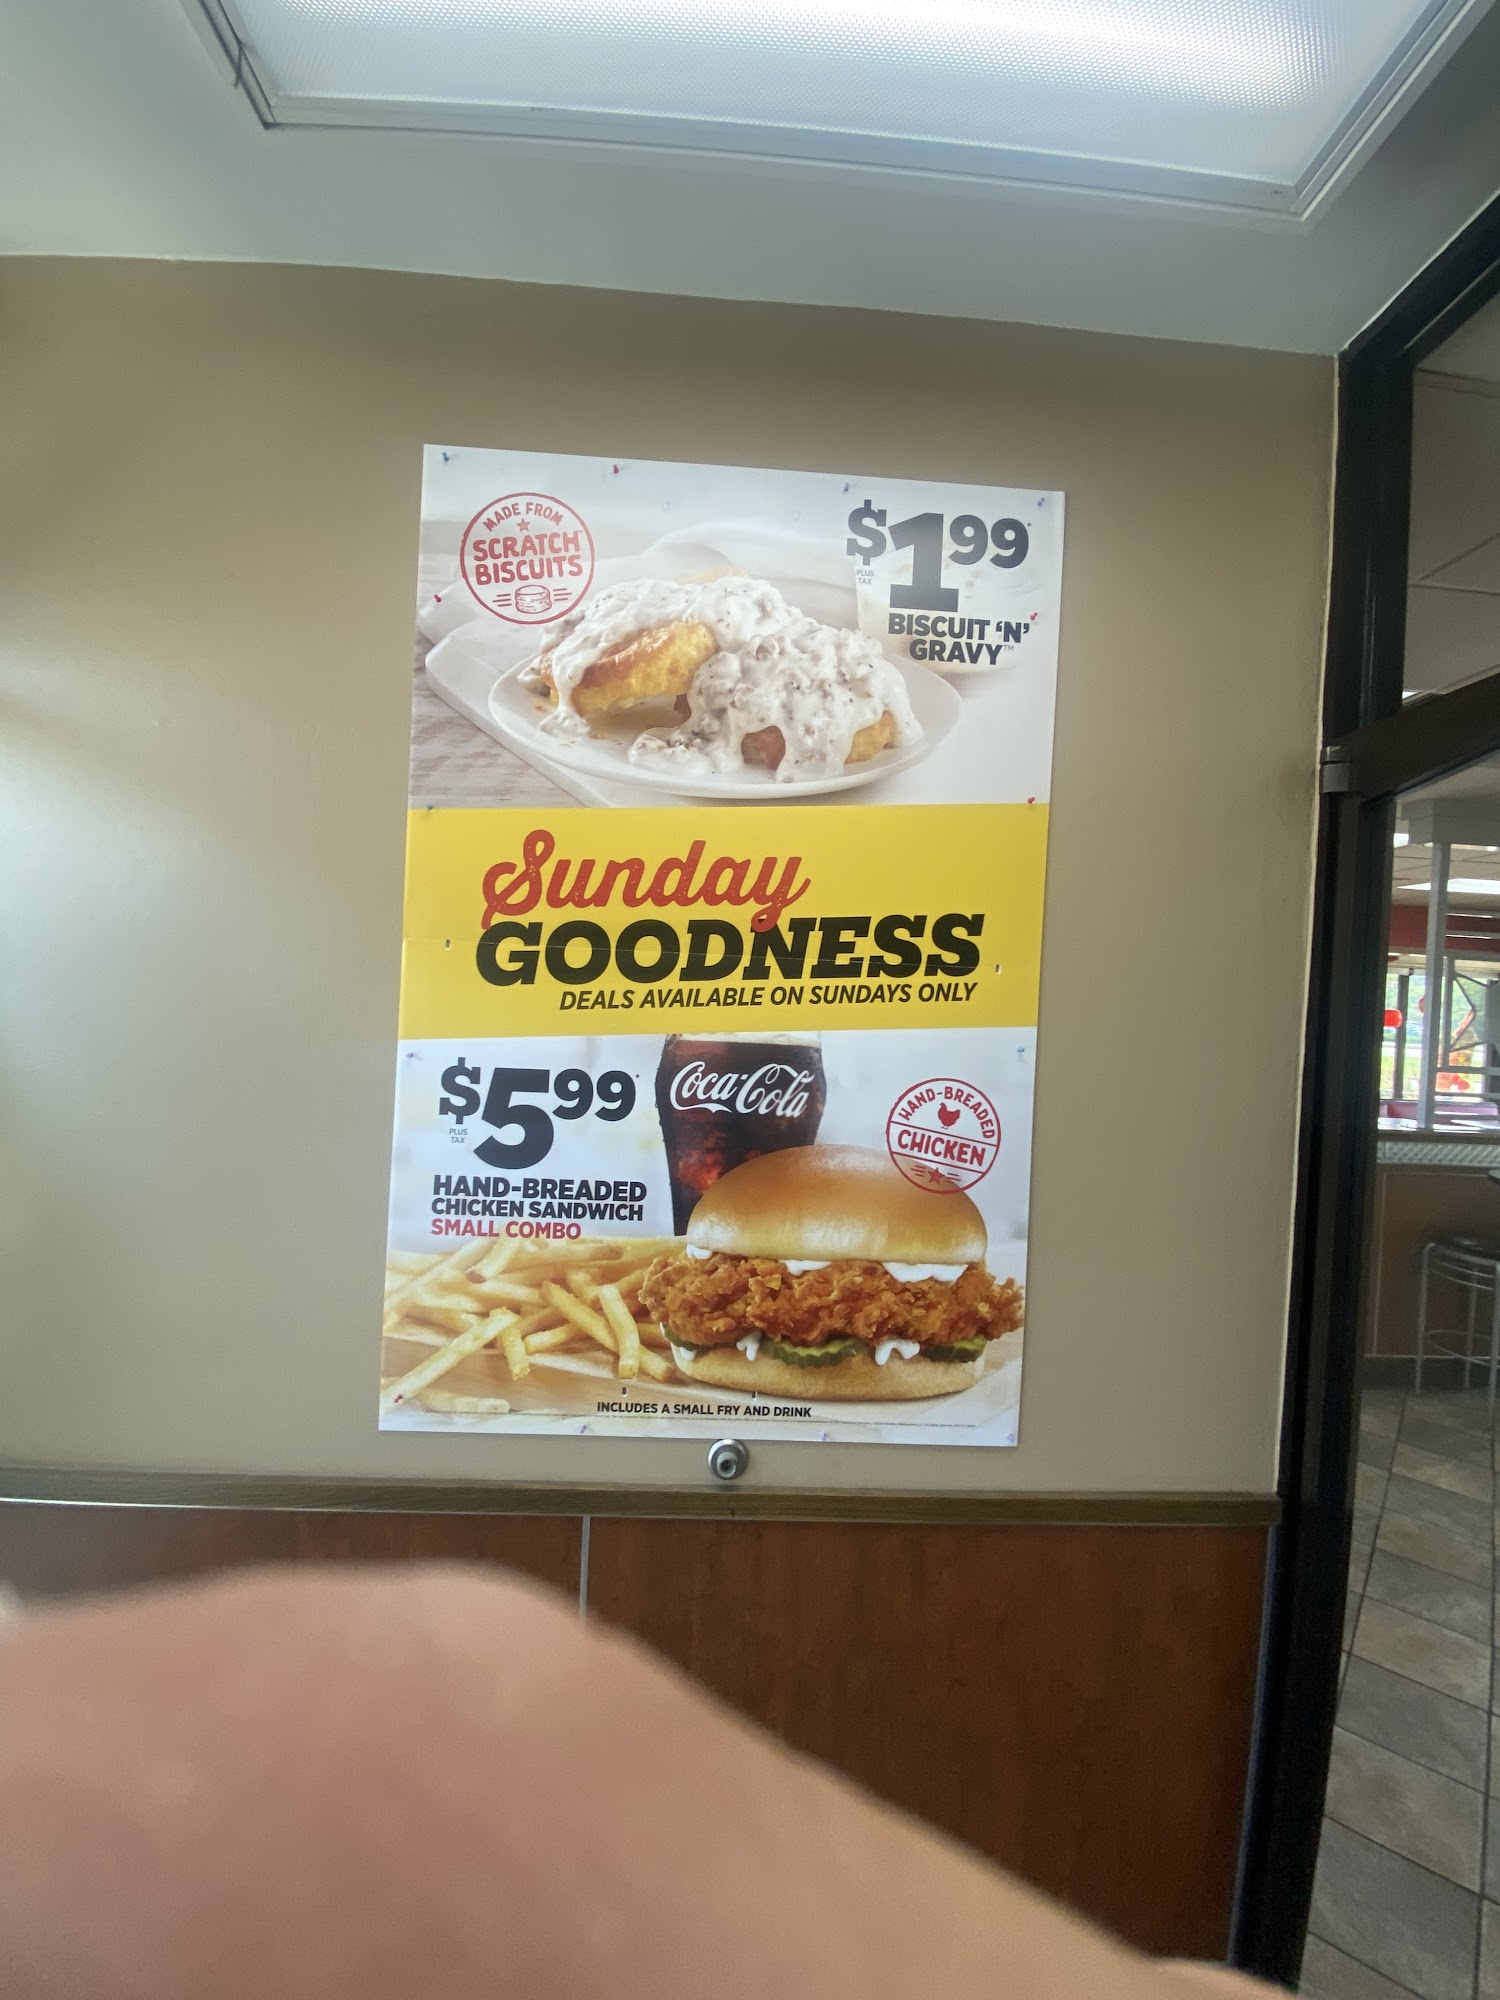 MADE FROM
SCRATCH
BISCUITS
$1.99*
PLUS
TAX
BISCUIT ‘N’
GRAVY™
Sunday
GOODNESS
DEALS AVAILABLE ON SUNDAYS ONLY
$5.99*
PLUS
TAX
HAND-BREADED
CHICKEN SANDWICH
SMALL COMBO
Coca-Cola
HAND-BREADED
CHICKEN
INCLUDES A SMALL FRY AND DRINK